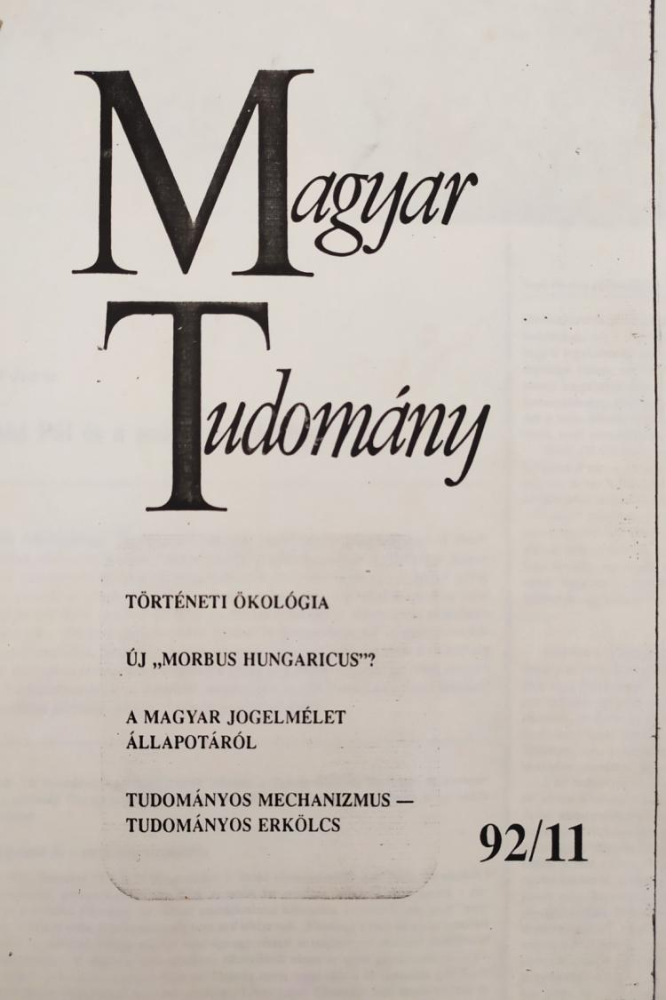 Magyar
Tudomány
TÖRTÉNETI ÖKOLÓGIA
ÚJ „MORBUS HUNGARICUS”?
A MAGYAR JOGELMÉLET
ÁLLAPOTÁRÓL
TUDOMÁNYOS MECHANIZMUS —
TUDOMÁNYOS ERKÖLCS
92/11